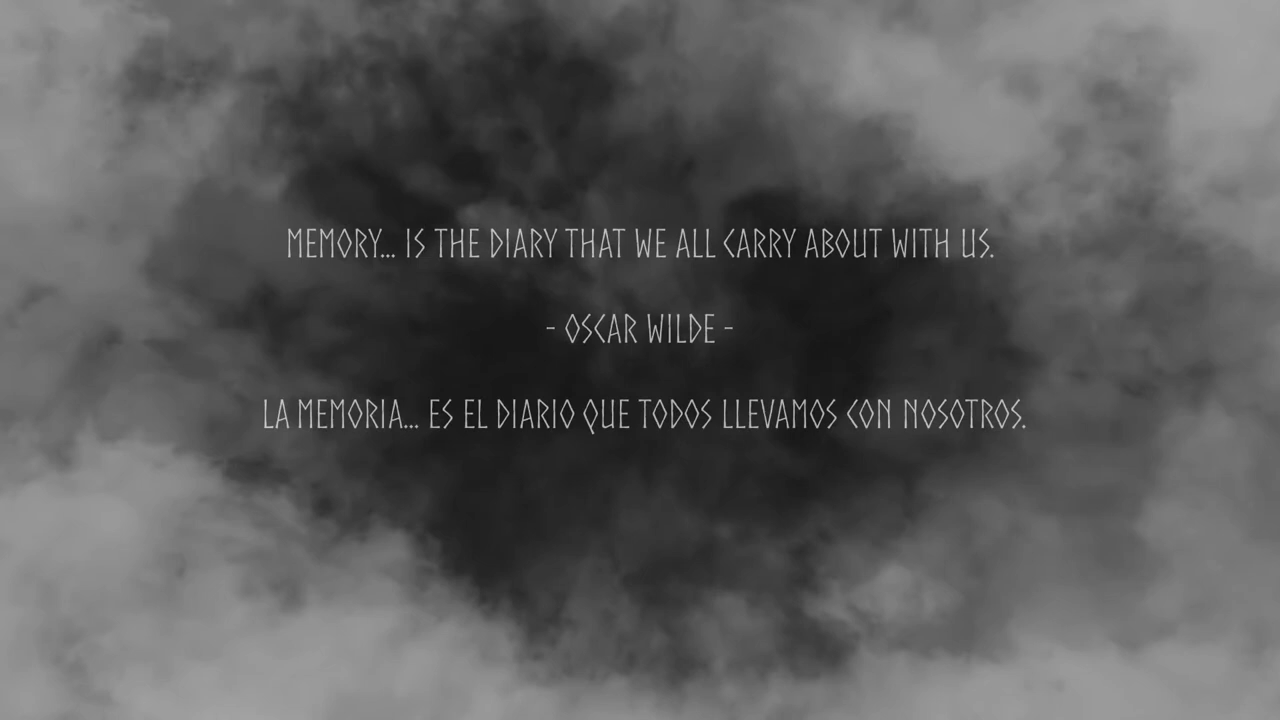 MEMORY... IS THE DIARY THAT WE ALL CARRY ABOUT WITH US.
- OSCAR WILDE -
LA MEMORIA... ES EL DIARIO QUE TODOS LLEVAMOS CON NOSOTROS.